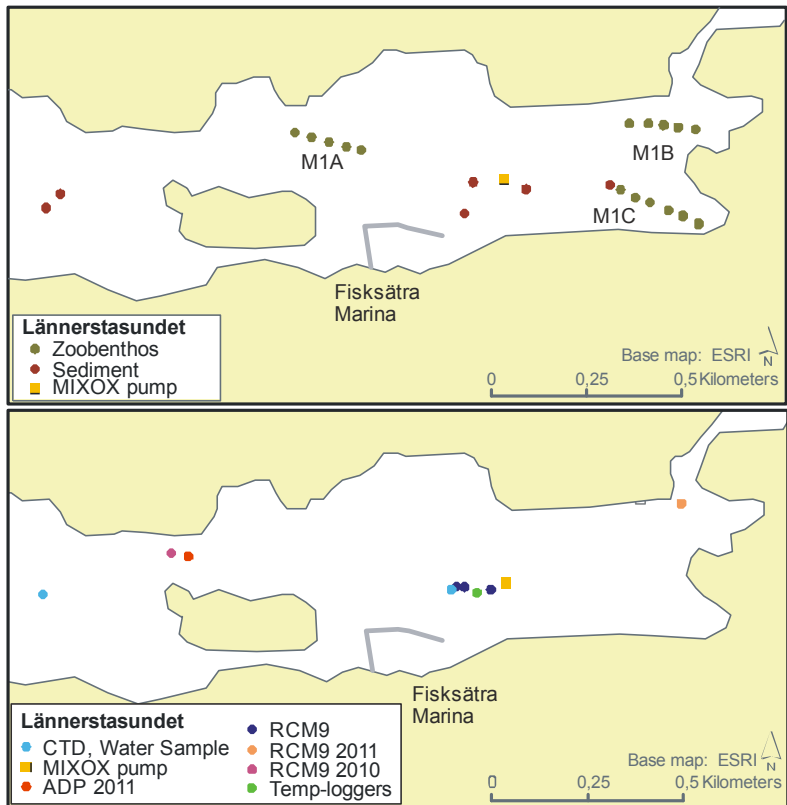 M1A
M1B
M1C
Fisksätra
Marina
Lännerstasundet
Zoobenthos
Sediment
MIXOX pump
Base map: ESRI
N
0 0,25 0,5 Kilometers
Fisksätra
Marina
Lännerstasundet
CTD, Water Sample
MIXOX pump
ADP 2011
RCM9
RCM9 2011
RCM9 2010
Temp-loggers
Base map: ESRI
N
0 0,25 0,5 Kilometers